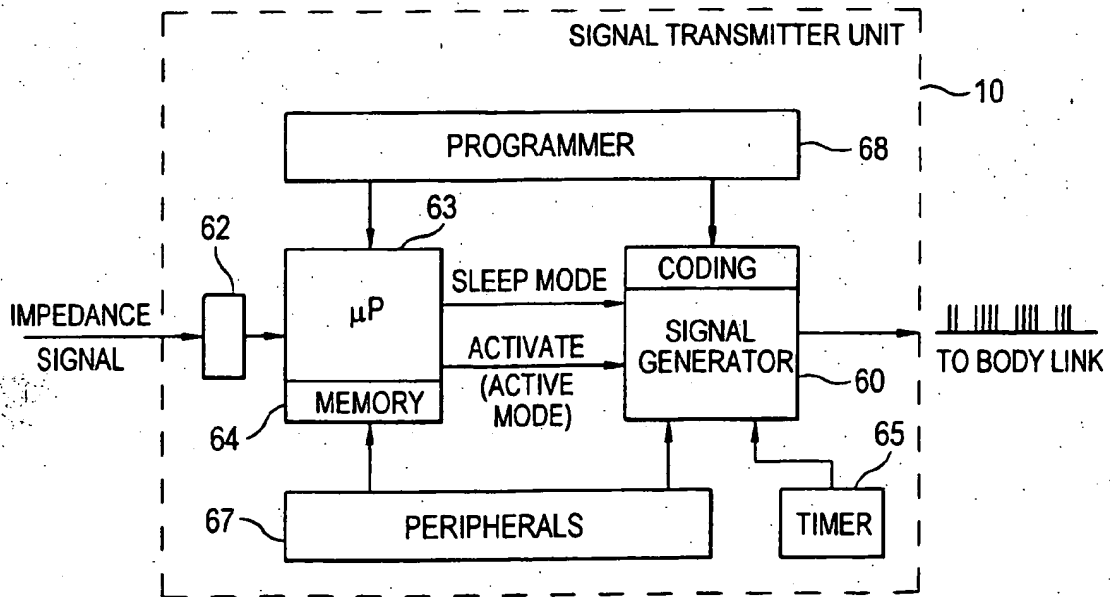 SIGNAL TRANSMITTER UNIT
10
PROGRAMMER
68
63
62
CODING
SLEEP MODE
IMPEDANCE
SIGNAL
μP
SIGNAL
GENERATOR
ACTIVATE
(ACTIVE
MODE)
60
TO BODY LINK
MEMORY
64
65
67
PERIPHERALS
TIMER